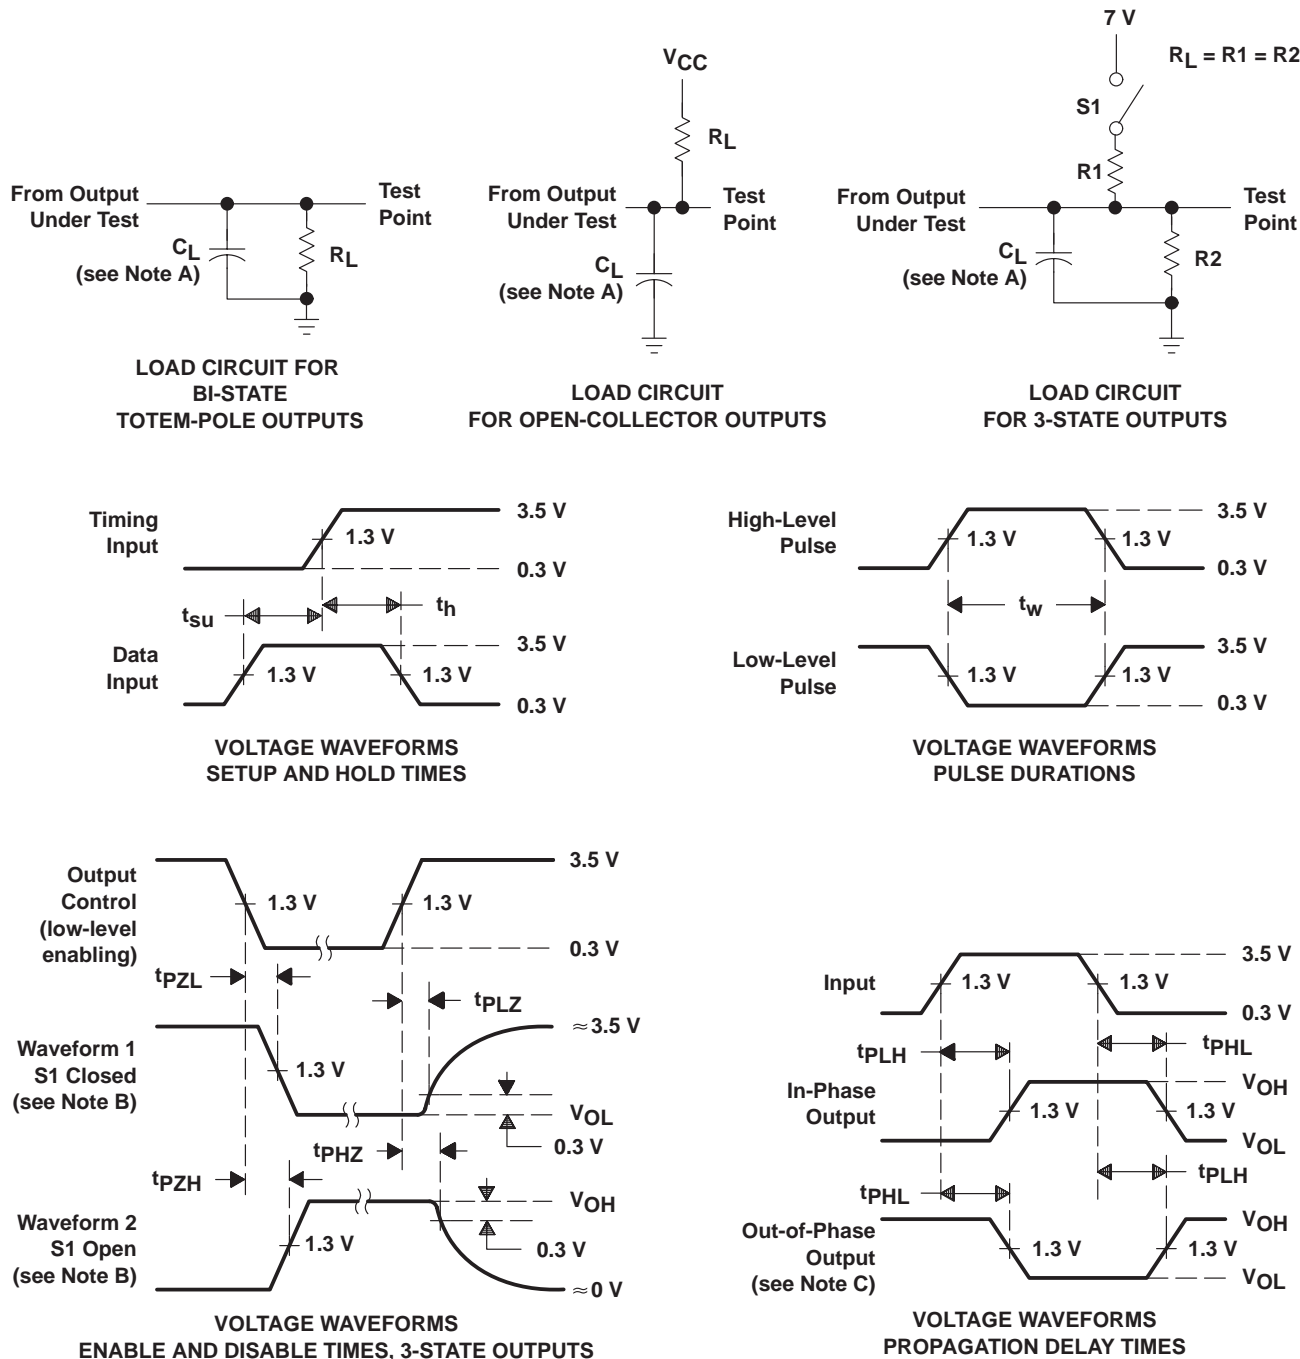 7 V
RL = R1 = R2
VCC
S1
RL
R1
From Output
Under Test
Test
Point
CL
(see Note A)
RL
From Output
Under Test
Test
Point
CL
(see Note A)
From Output
Under Test
Test
Point
CL
(see Note A)
R2
LOAD CIRCUIT FOR
BI-STATE
TOTEM-POLE OUTPUTS
LOAD CIRCUIT
FOR OPEN-COLLECTOR OUTPUTS
LOAD CIRCUIT
FOR 3-STATE OUTPUTS
Timing
Input
1.3 V
3.5 V
0.3 V
tsu
th
Data
Input
1.3 V
1.3 V
3.5 V
0.3 V
VOLTAGE WAVEFORMS
SETUP AND HOLD TIMES
High-Level
Pulse
1.3 V
1.3 V
3.5 V
0.3 V
tw
Low-Level
Pulse
1.3 V
1.3 V
3.5 V
0.3 V
VOLTAGE WAVEFORMS
PULSE DURATIONS
Output
Control
(low-level
enabling)
1.3 V
1.3 V
3.5 V
0.3 V
tPZL
tPLZ
Waveform 1
S1 Closed
(see Note B)
1.3 V
≈3.5 V
VOL
0.3 V
tPHZ
tPZH
Waveform 2
S1 Open
(see Note B)
1.3 V
VOH
0.3 V
≈0 V
VOLTAGE WAVEFORMS
ENABLE AND DISABLE TIMES, 3-STATE OUTPUTS
Input
1.3 V
1.3 V
3.5 V
0.3 V
tPLH
tPHL
In-Phase
Output
1.3 V
1.3 V
VOH
VOL
tPHL
tPLH
Out-of-Phase
Output
(see Note C)
1.3 V
1.3 V
VOH
VOL
VOLTAGE WAVEFORMS
PROPAGATION DELAY TIMES